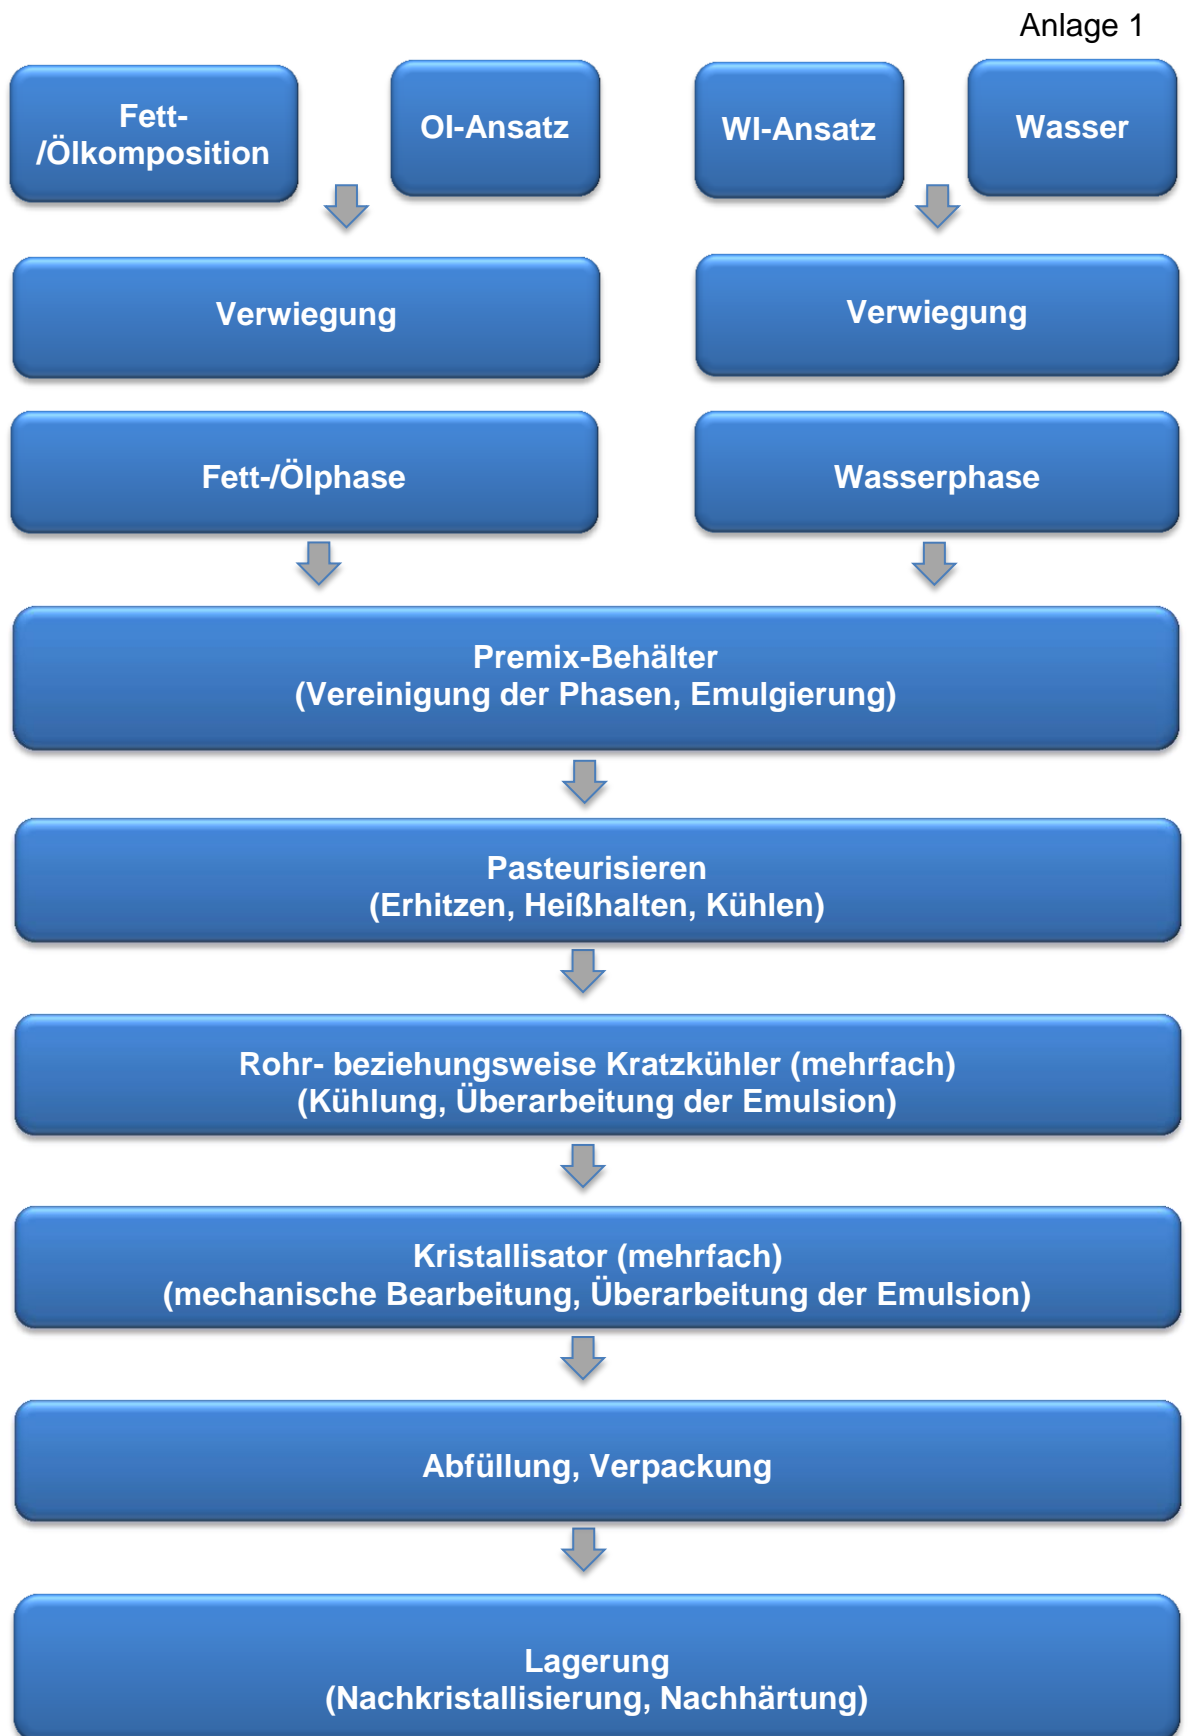 Anlage 1
Fett-
/Ölkomposition
OI-Ansatz
WI-Ansatz
Wasser
Verwiegung
Verwiegung
Fett-/Ölphase
Wasserphase
Premix-Behälter
(Vereinigung der Phasen, Emulgierung)
Pasteurisieren
(Erhitzen, Heißhalten, Kühlen)
Rohr- beziehungsweise Kratzkühler (mehrfach)
(Kühlung, Überarbeitung der Emulsion)
Kristallisator (mehrfach)
(mechanische Bearbeitung, Überarbeitung der Emulsion)
Abfüllung, Verpackung
Lagerung
(Nachkristallisierung, Nachhärtung)